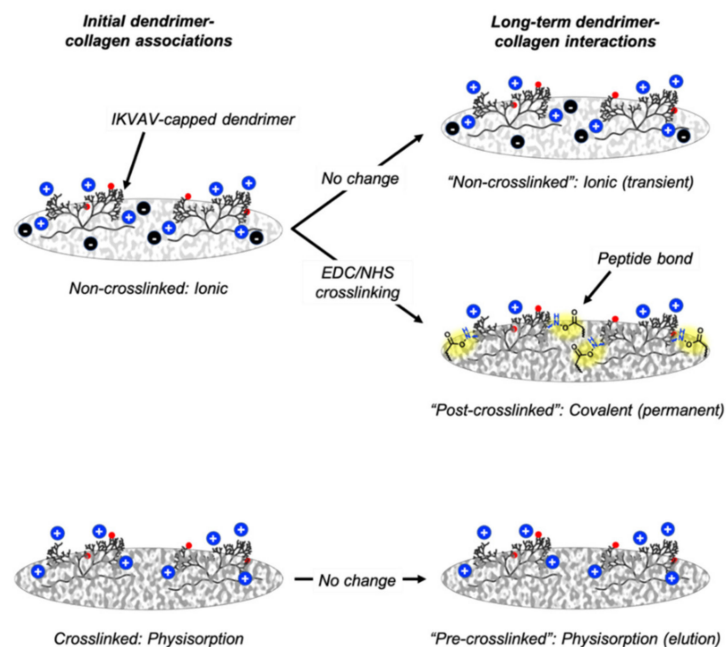 Initial dendrimer-
collagen associations
Long-term dendrimer-
collagen interactions
IKVAV-capped dendrimer
No change
"Non-crosslinked": Ionic (transient)
Non-crosslinked: Ionic
EDC/NHS
crosslinking
Peptide bond
"Post-crosslinked": Covalent (permanent)
Crosslinked: Physisorption
No change
"Pre-crosslinked": Physisorption (elution)